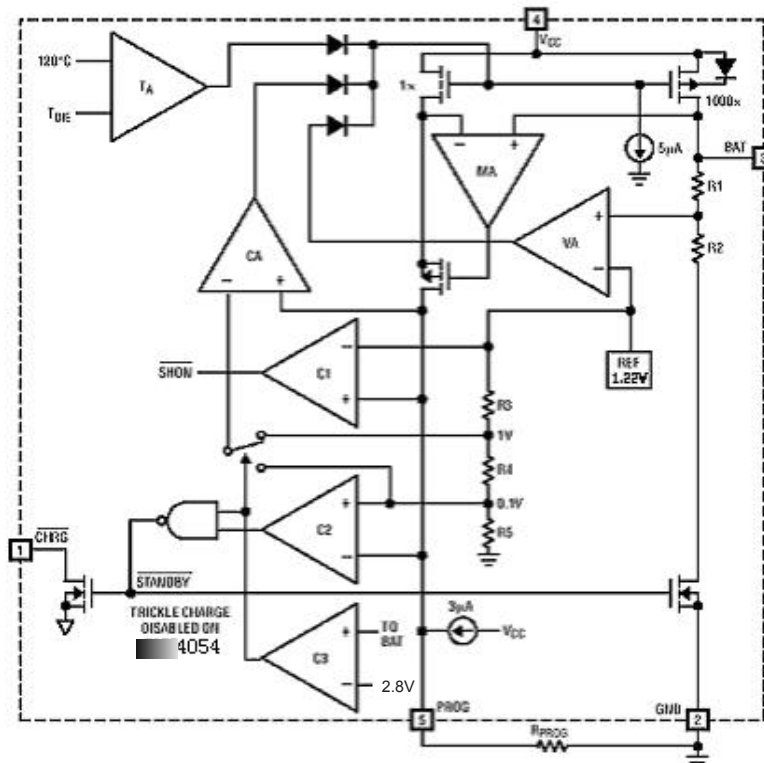 4
VCC
120°C
TA
TDIE
1×
1000×
5μA
BAT
3
MA
R1
VA
R2
CA
REF
1.22V
C1
SHDN
R3
1V
R4
0.1V
R5
C2
CHRG
1
STANDBY
TRICKLE CHARGE
DISABLED ON
4054
3μA
VCC
TO
BAT
C3
2.8V
PROG
5
GND
2
RPROG